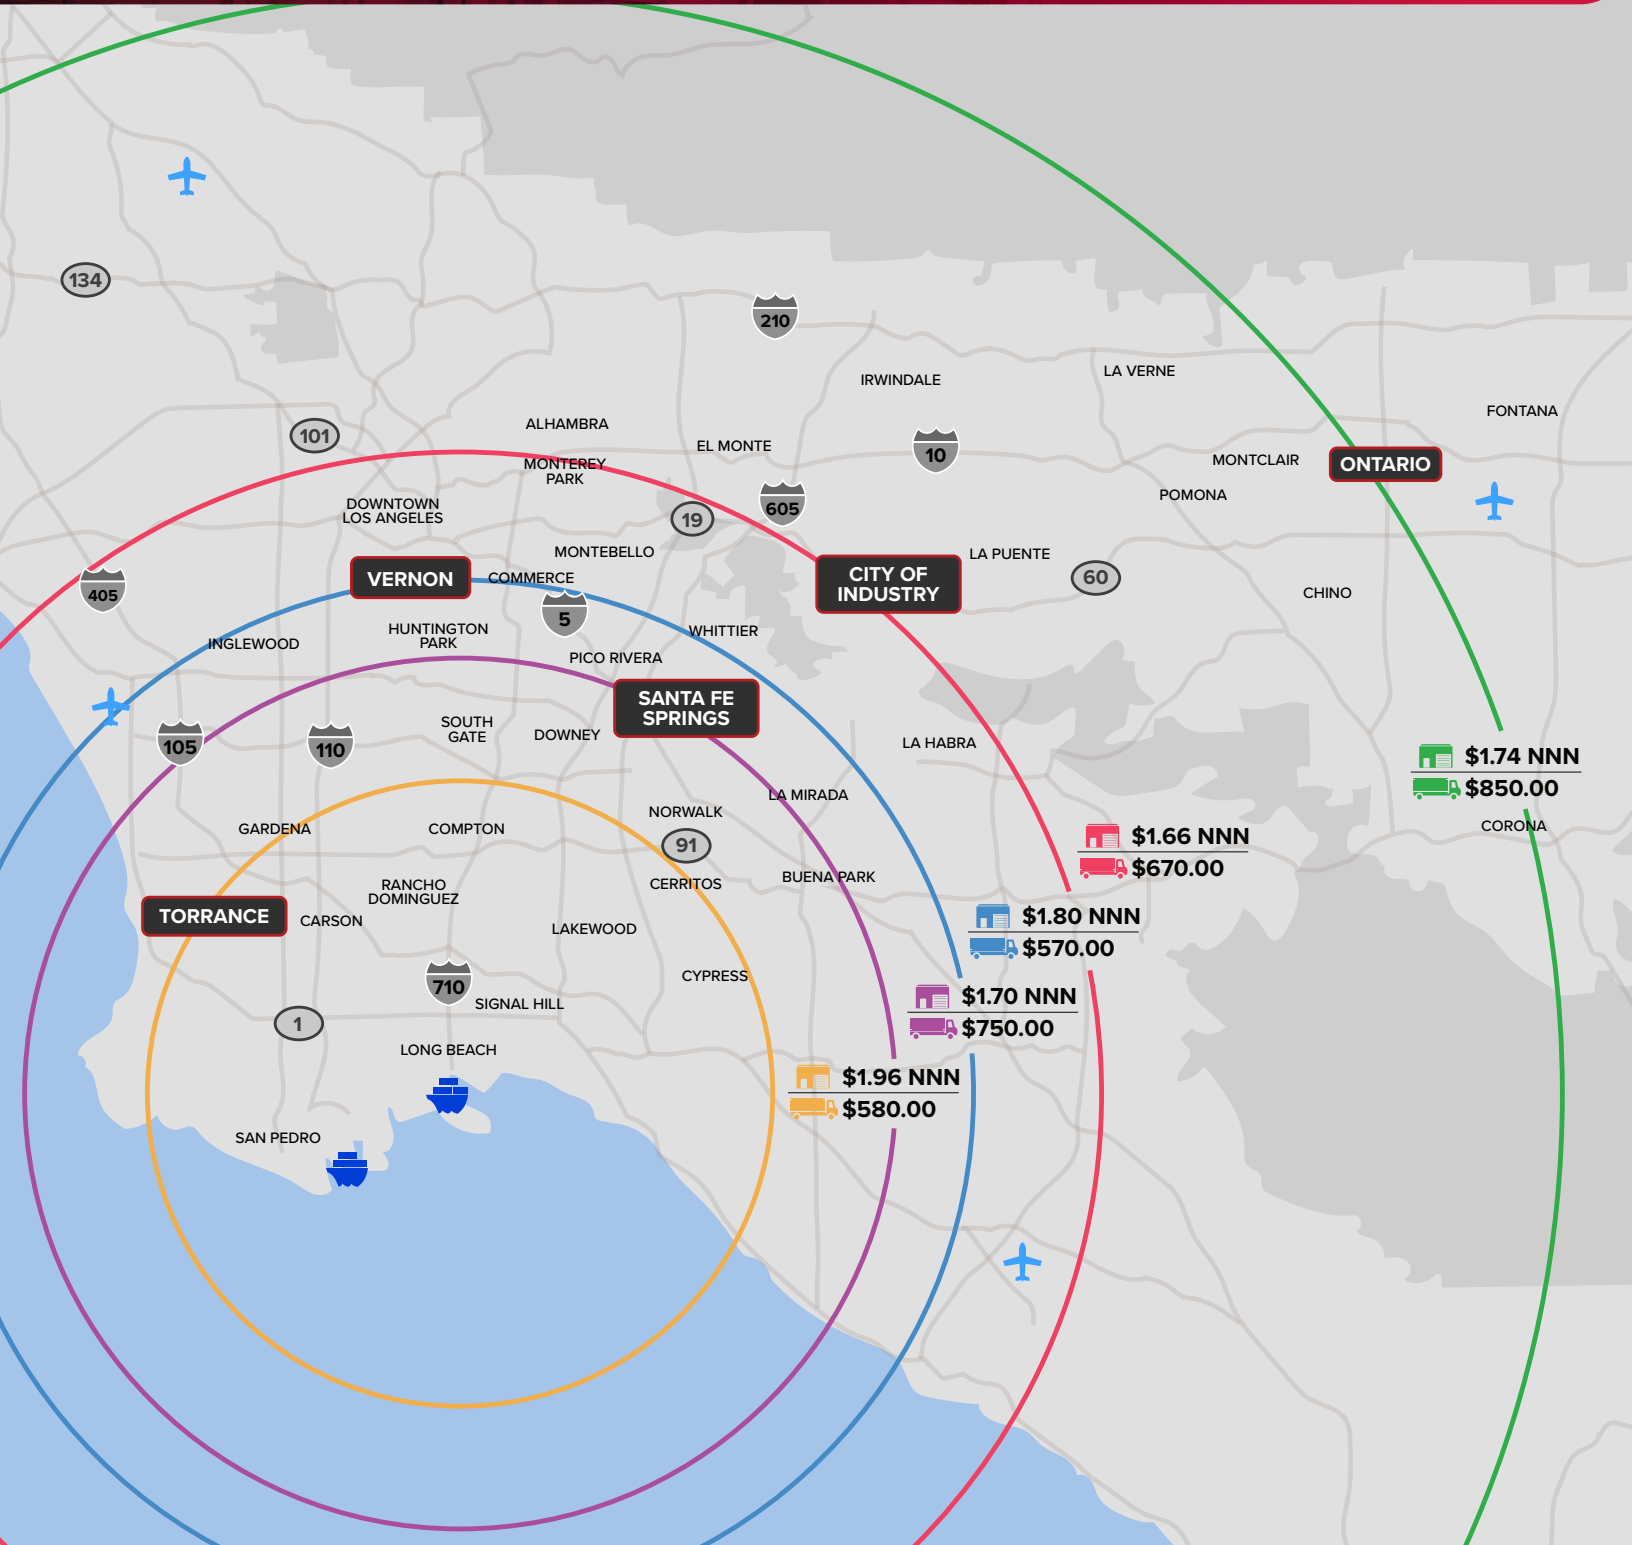 134
210
IRWINDALE
LA VERNE
FONTANA
ALHAMBRA
101
EL MONTE
10
MONTCLAIR
ONTARIO
MONTEREY
PARK
POMONA
DOWNTOWN
LOS ANGELES
19
605
MONTEBELLO
LA PUENTE
VERNON
COMMERCE
CITY OF
INDUSTRY
60
405
CHINO
5
INGLEWOOD
HUNTINGTON
PARK
WHITTIER
PICO RIVERA
SANTA FE
SPRINGS
SOUTH
GATE
DOWNEY
105
110
LA HABRA
$1.74 NNN
$850.00
LA MIRADA
NORWALK
CORONA
GARDENA
COMPTON
91
$1.66 NNN
$670.00
BUENA PARK
CERRITOS
RANCHO
DOMINGUEZ
TORRANCE
CARSON
LAKEWOOD
$1.80 NNN
$570.00
CYPRESS
710
SIGNAL HILL
$1.70 NNN
$750.00
1
LONG BEACH
$1.96 NNN
$580.00
SAN PEDRO